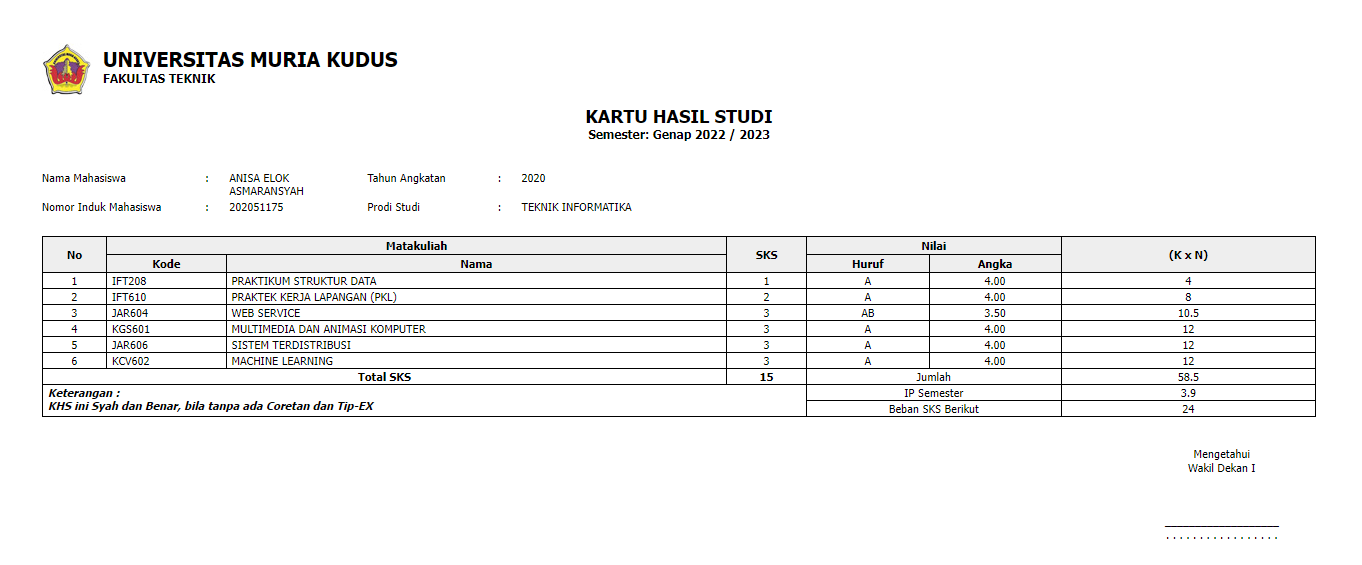 UNIVERSITAS MURIA KUDUS
FAKULTAS TEKNIK
KARTU HASIL STUDI
Semester: Genap 2022 / 2023
Nama Mahasiswa : ANISA ELOK ASMARANSYAH Tahun Angkatan : 2020
Nomor Induk Mahasiswa : 202051175 Prodi Studi : TEKNIK INFORMATIKA
No Matakuliah SKS Nilai (K x N)
Kode Nama Huruf Angka
1 IFT208 PRAKTIKUM STRUKTUR DATA 1 A 4.00 4
2 IFT610 PRAKTEK KERJA LAPANGAN (PKL) 2 A 4.00 8
3 JAR604 WEB SERVICE 3 AB 3.50 10.5
4 KGS601 MULTIMEDIA DAN ANIMASI KOMPUTER 3 A 4.00 12
5 JAR606 SISTEM TERDISTRIBUSI 3 A 4.00 12
6 KCV602 MACHINE LEARNING 3 A 4.00 12
Total SKS 15 Jumlah 58.5
Keterangan : IP Semester 3.9
KHS ini Syah dan Benar, bila tanpa ada Coretan dan Tip-EX Beban SKS Berikut 24
Mengetahui
Wakil Dekan I
. . . . . . . . . . . . . . . . .